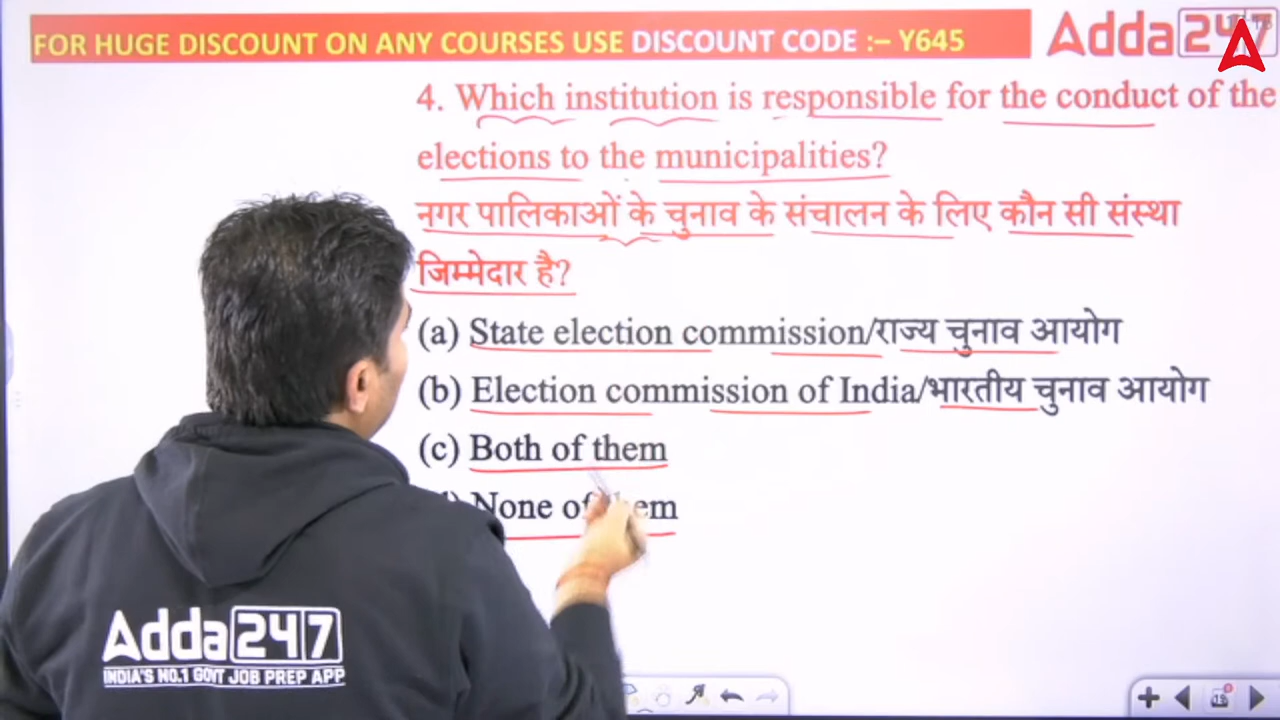 FOR HUGE DISCOUNT ON ANY COURSES USE DISCOUNT CODE :– Y645
Adda247
4. Which institution is responsible for the conduct of the
elections to the municipalities?
नगर पालिकाओं के चुनाव के संचालन के लिए कौन सी संस्था
जिम्मेदार है?
(a) State election commission/राज्य चुनाव आयोग
(b) Election commission of India/भारतीय चुनाव आयोग
(c) Both of them
None of them
Adda247
INDIA'S NO.1 GOVT JOB PREP APP